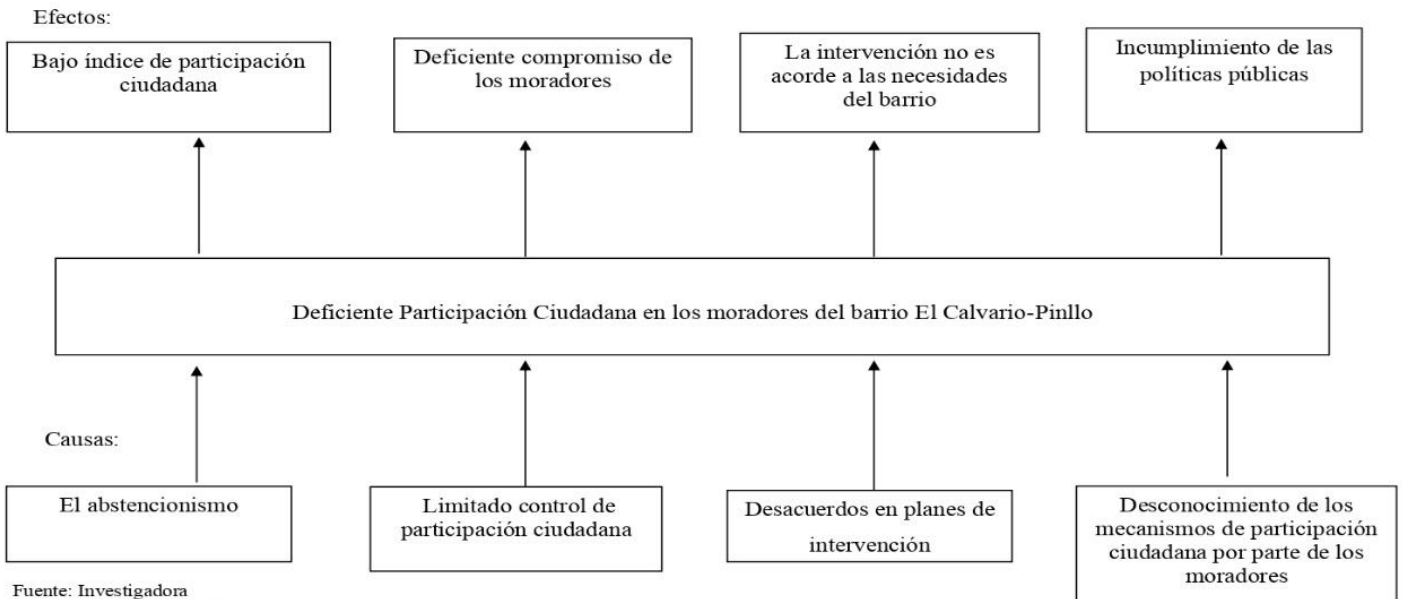 Efectos:
Bajo índice de participación
ciudadana
Deficiente compromiso de
los moradores
La intervención no es
acorde a las necesidades
del barrio
Incumplimiento de las
políticas públicas
Deficiente Participación Ciudadana en los moradores del barrio El Calvario-Pinllo
Causas:
El abstencionismo
Limitado control de
participación ciudadana
Desacuerdos en planes de
intervención
Desconocimiento de los
mecanismos de participación
ciudadana por parte de los
moradores
Fuente: Investigadora